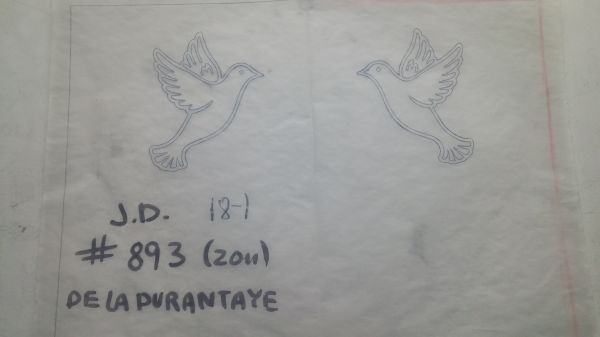 J.D. 18-1
# 893 (2011)
DE LA DURANTAYE